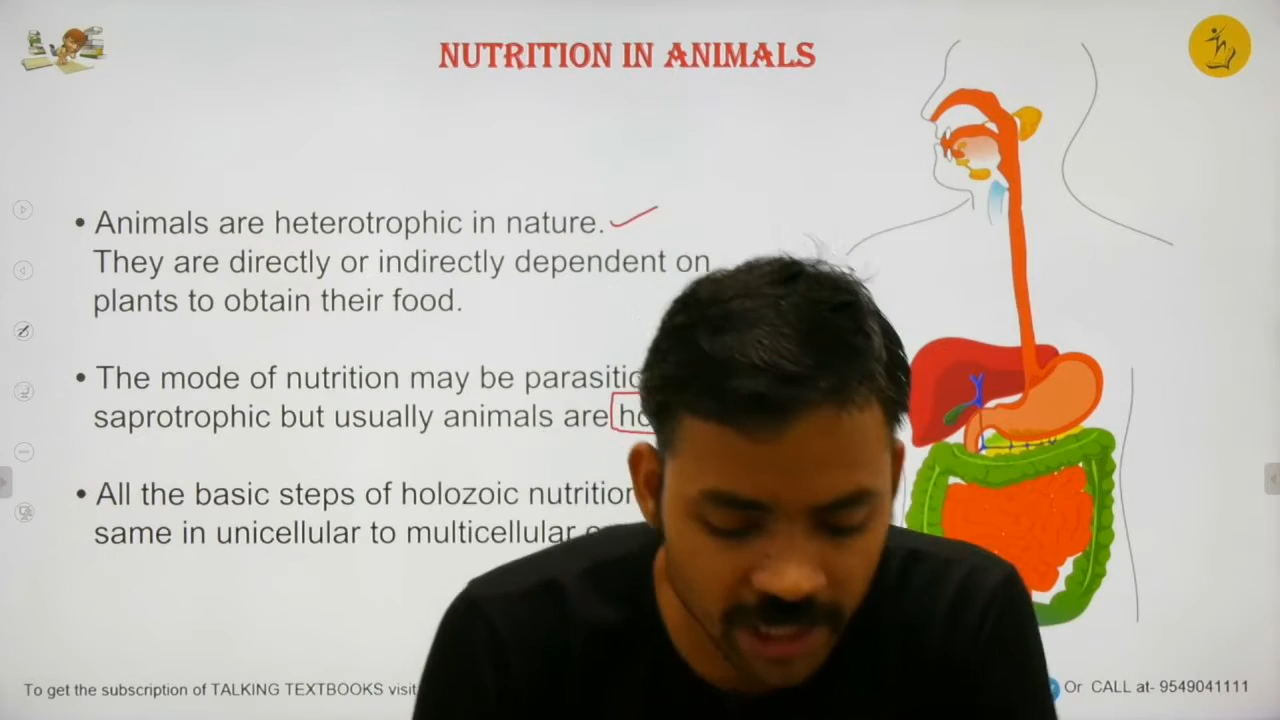 NUTRITION IN ANIMALS
• Animals are heterotrophic in nature.
They are directly or indirectly dependent on
plants to obtain their food.
• The mode of nutrition may be parasitic
saprotrophic but usually animals are
• All the basic steps of holozoic nutrition
same in unicellular to multicellular
To get the subscription of TALKING TEXTBOOKS visit
Or CALL at- 9549041111